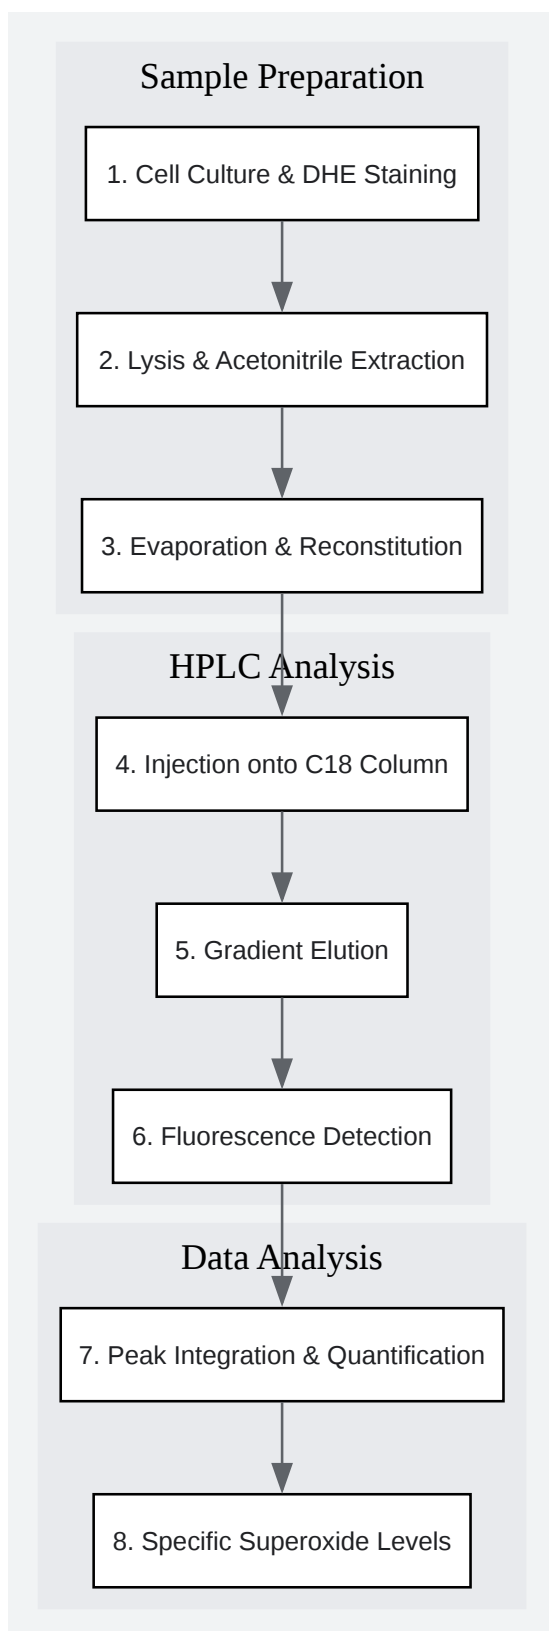 Sample Preparation
1. Cell Culture & DHE Staining
2. Lysis & Acetonitrile Extraction
3. Evaporation & Reconstitution
HPLC Analysis
4. Injection onto C18 Column
5. Gradient Elution
6. Fluorescence Detection
Data Analysis
7. Peak Integration & Quantification
8. Specific Superoxide Levels